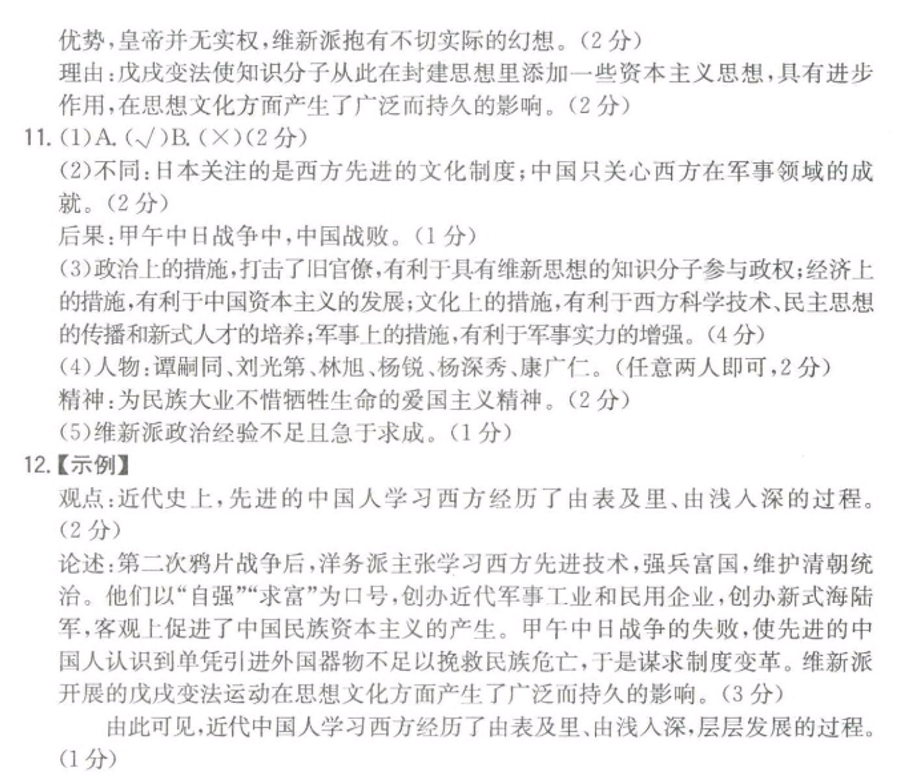 优势,皇帝并无实权,维新派抱有不切实际的幻想。(2分)
理由:戊戌变法使知识分子从此在封建思想里添加一些资本主义思想,具有进步
作用,在思想文化方面产生了广泛而持久的影响。(2分)
11. (1)A. (√)B. (×)(2分)
(2)不同:日本关注的是西方先进的文化制度;中国只关心西方在军事领域的成
就。(2分)
后果:甲午中日战争中,中国战败。(1分)
(3)政治上的措施,打击了旧官僚,有利于具有维新思想的知识分子参与政权;经济上
的措施,有利于中国资本主义的发展;文化上的措施,有利于西方科学技术、民主思想
的传播和新式人才的培养;军事上的措施,有利于军事实力的增强。(4分)
(4)人物:谭嗣同、刘光第、林旭、杨锐、杨深秀、康广仁。(任意两人即可,2分)
精神:为民族大业不惜牺牲生命的爱国主义精神。(2分)
(5)维新派政治经验不足且急于求成。(1分)
12.【示例】
观点:近代史上,先进的中国人学习西方经历了由表及里、由浅入深的过程。
(2分)
论述:第二次鸦片战争后,洋务派主张学习西方先进技术,强兵富国,维护清朝统
治。他们以“自强”“求富”为口号,创办近代军事工业和民用企业,创办新式海陆
军,客观上促进了中国民族资本主义的产生。甲午中日战争的失败,使先进的中
国人认识到单凭引进外国器物不足以挽救民族危亡,于是谋求制度变革。维新派
开展的戊戌变法运动在思想文化方面产生了广泛而持久的影响。(3分)
由此可见,近代中国人学习西方经历了由表及里、由浅入深,层层发展的过程。
(1分)